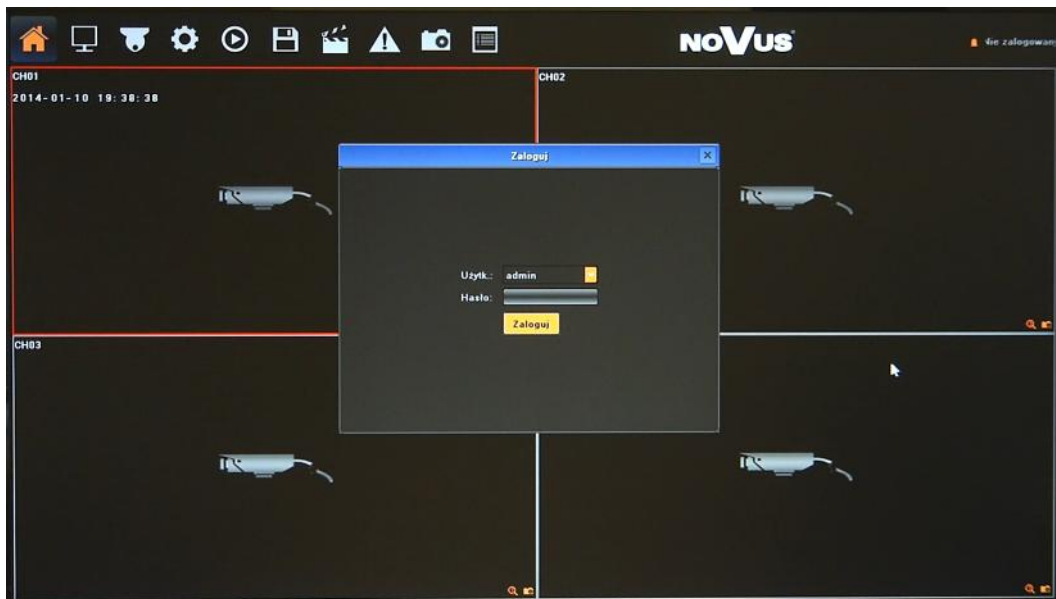 NOVUS
Nie zalogowany
CH01
CH02
2014-01-10 19:38:38
Zaloguj
Użytk.: admin
Hasło:
Zaloguj
CH03